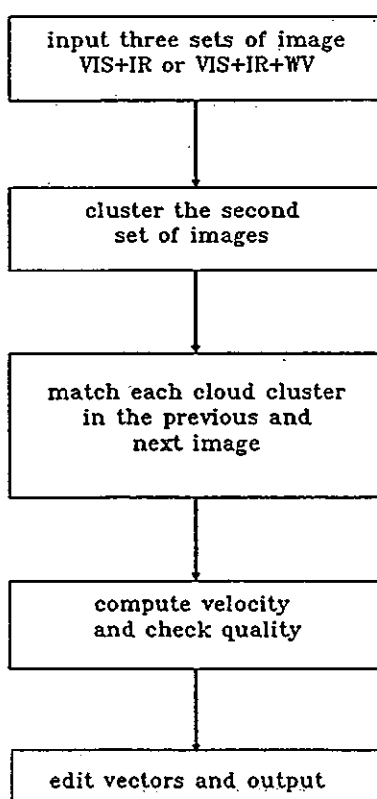 input three sets of image
VIS+IR or VIS+IR+WV
cluster the second
set of images
match each cloud cluster
in the previous and
next image
compute velocity
and check quality
edit vectors and output